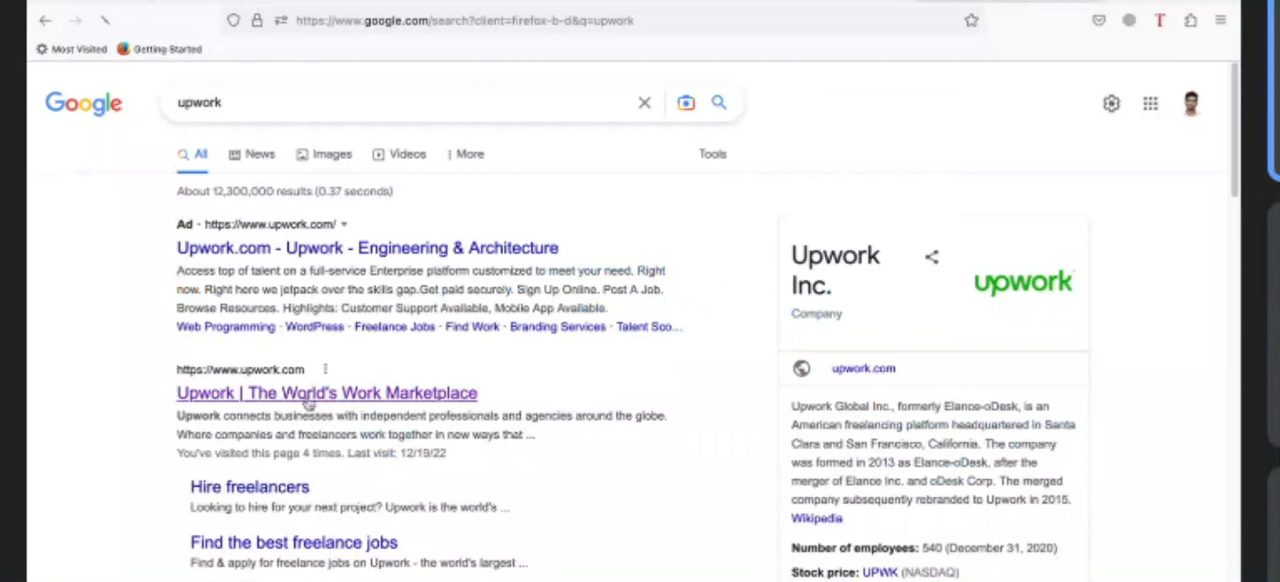 https://www.google.com/search?client=firefox-b-d&q=upwork
T
Most Visited
Getting Started
Google
upwork
All
News
Images
Videos
More
Tools
About 12,300,000 results (0.37 seconds)
Ad · https://www.upwork.com/
Upwork.com - Upwork - Engineering & Architecture
Access top of talent on a full-service Enterprise platform customized to meet your need. Right
now. Right here we jetpack over the skills gap.Get paid securely. Sign Up Online. Post A Job.
Browse Resources. Highlights: Customer Support Available, Mobile App Available.
Web Programming · WordPress · Freelance Jobs · Find Work · Branding Services · Talent Sco...
https://www.upwork.com
Upwork | The World's Work Marketplace
Upwork connects businesses with independent professionals and agencies around the globe.
Where companies and freelancers work together in new ways that ...
You've visited this page 4 times. Last visit: 12/19/22
Hire freelancers
Looking to hire for your next project? Upwork is the world's ...
Find the best freelance jobs
Find & apply for freelance jobs on Upwork - the world's largest ...
Upwork
Inc.
upwork
Company
upwork.com
Upwork Global Inc., formerly Elance-oDesk, is an
American freelancing platform headquartered in Santa
Clara and San Francisco, California. The company
was formed in 2013 as Elance-oDesk, after the
merger of Elance Inc. and oDesk Corp. The merged
company subsequently rebranded to Upwork in 2015.
Wikipedia
Number of employees: 540 (December 31, 2020)
Stock price: UPWK (NASDAQ)